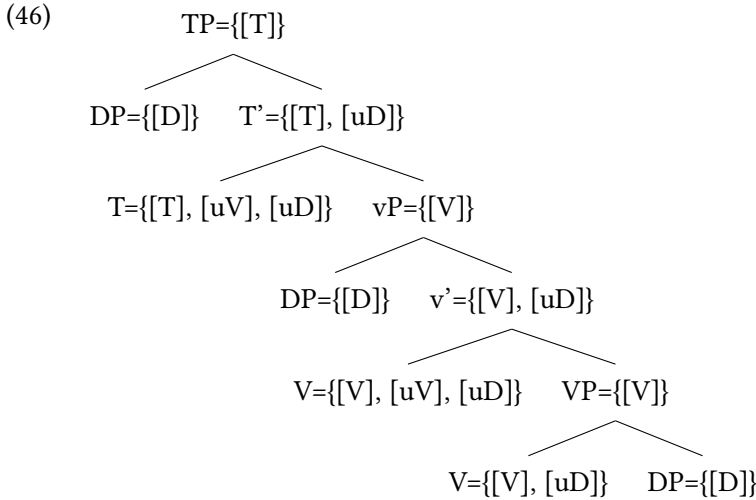 (46)
TP={[T]}
DP={[D]} T’={[T], [uD]}
T={[T], [uV], [uD]} vP={[V]}
DP={[D]} v’={[V], [uD]}
V={[V], [uV], [uD]} VP={[V]}
V={[V], [uD]} DP={[D]}